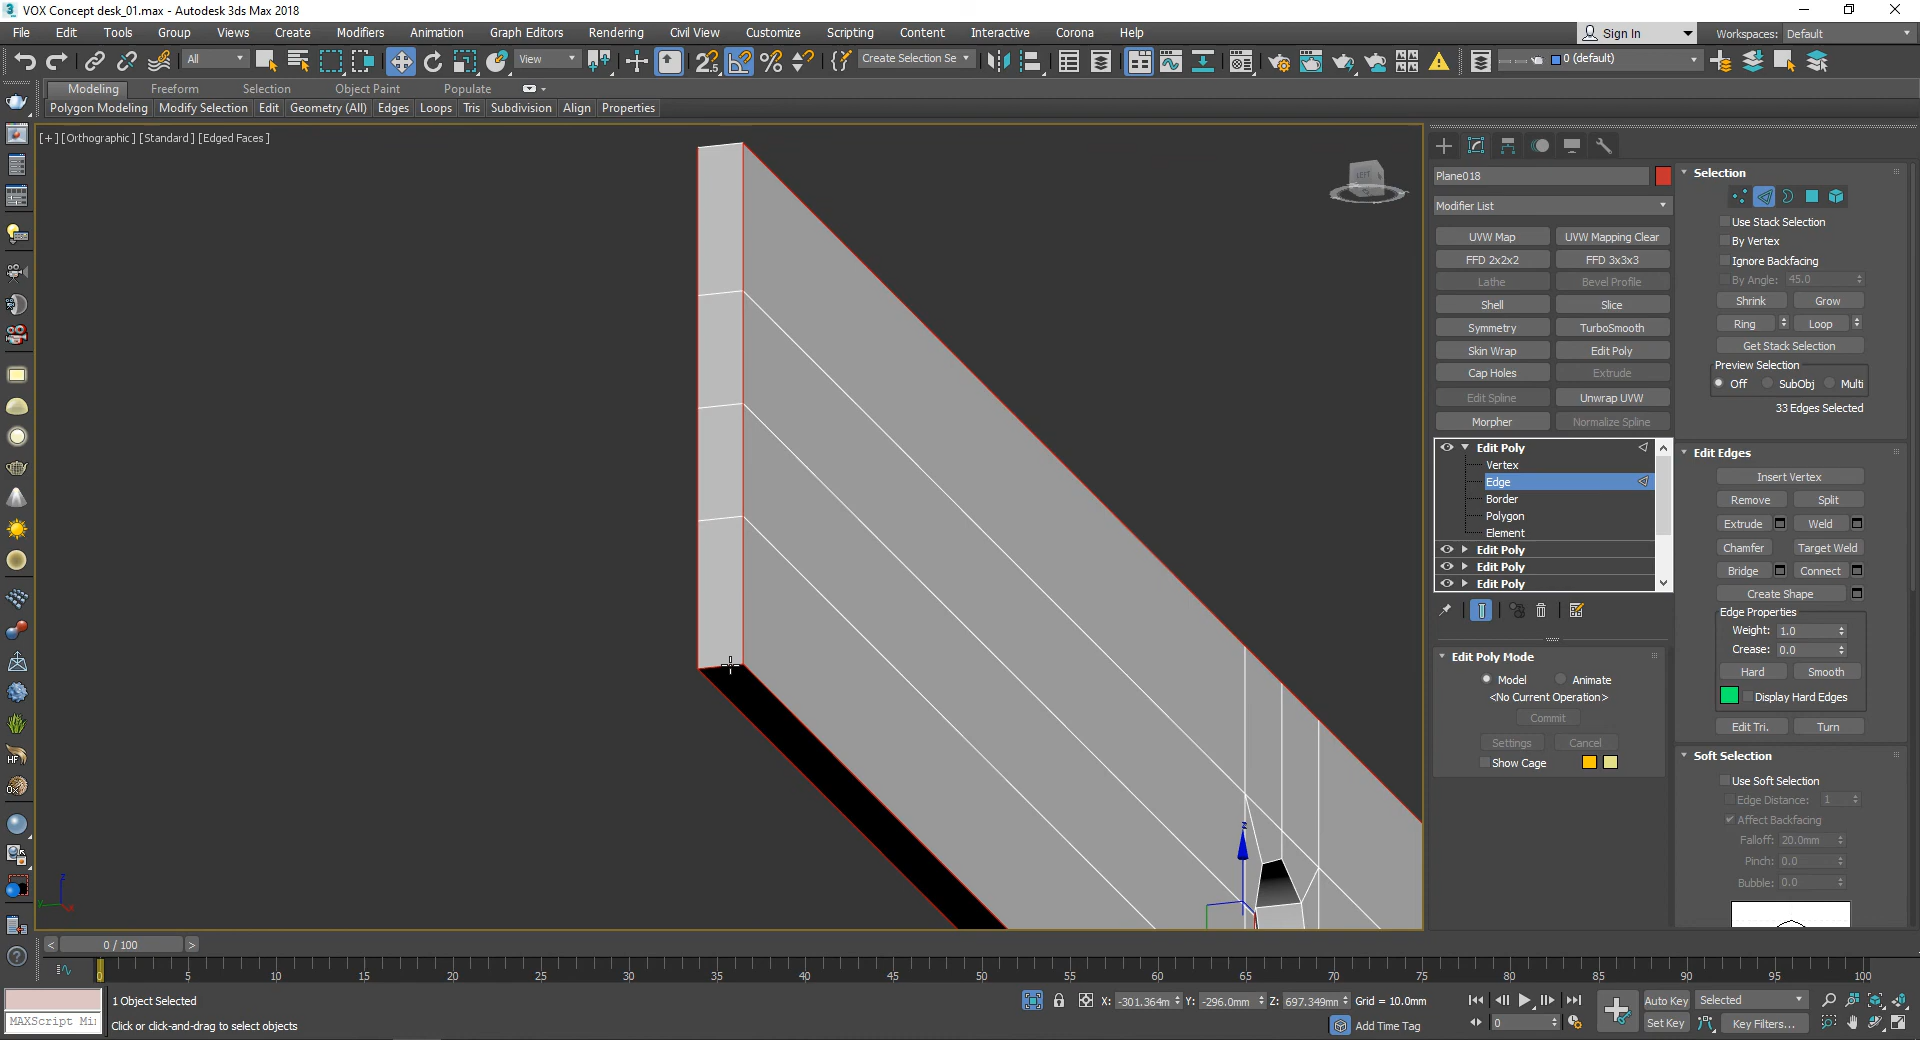 VOX Concept desk_01.max - Autodesk 3ds Max 2018
File Edit Tools Group Views Create Modifiers Animation Graph Editors Rendering Civil View Customize Scripting Content Interactive Corona Help
Sign In Workspaces: Default
All View Create Selection Se 0 (default)
Modeling Freeform Selection Object Paint Populate
Polygon Modeling Modify Selection Edit Geometry (All) Edges Loops Tris Subdivision Align Properties
[+] [Orthographic] [Standard] [Edged Faces]
LEFT
Plane018
Modifier List
UVW Map UVW Mapping Clear
FFD 2x2x2 FFD 3x3x3
Lathe Bevel Profile
Shell Slice
Symmetry TurboSmooth
Skin Wrap Edit Poly
Cap Holes Extrude
Edit Spline Unwrap UVW
Morpher Normalize Spline
Edit Poly
Vertex
Edge
Border
Polygon
Element
Edit Poly
Edit Poly
Edit Poly
Edit Poly Mode
Model Animate
<No Current Operation>
Commit
Settings Cancel
Show Cage
Selection
Use Stack Selection
By Vertex
Ignore Backfacing
By Angle: 45.0
Shrink Grow
Ring Loop
Get Stack Selection
Preview Selection
Off SubObj Multi
33 Edges Selected
Edit Edges
Insert Vertex
Remove Split
Extrude Weld
Chamfer Target Weld
Bridge Connect
Create Shape
Edge Properties
Weight: 1.0
Crease: 0.0
Hard Smooth
Display Hard Edges
Edit Tri. Turn
Soft Selection
Use Soft Selection
Edge Distance: 1
Affect Backfacing
Falloff: 20.0mm
Pinch: 0.0
Bubble: 0.0
z
z
y x
HF
< 0 / 100 >
0 5 10 15 20 25 30 35 40 45 50 55 60 65 70 75 80 85 90 95 100
1 Object Selected X: -301.364m Y: -296.0mm Z: 697.349mm Grid = 10.0mm Auto Key Selected
MAXScript Mi Click or click-and-drag to select objects Add Time Tag 0 Set Key Key Filters...